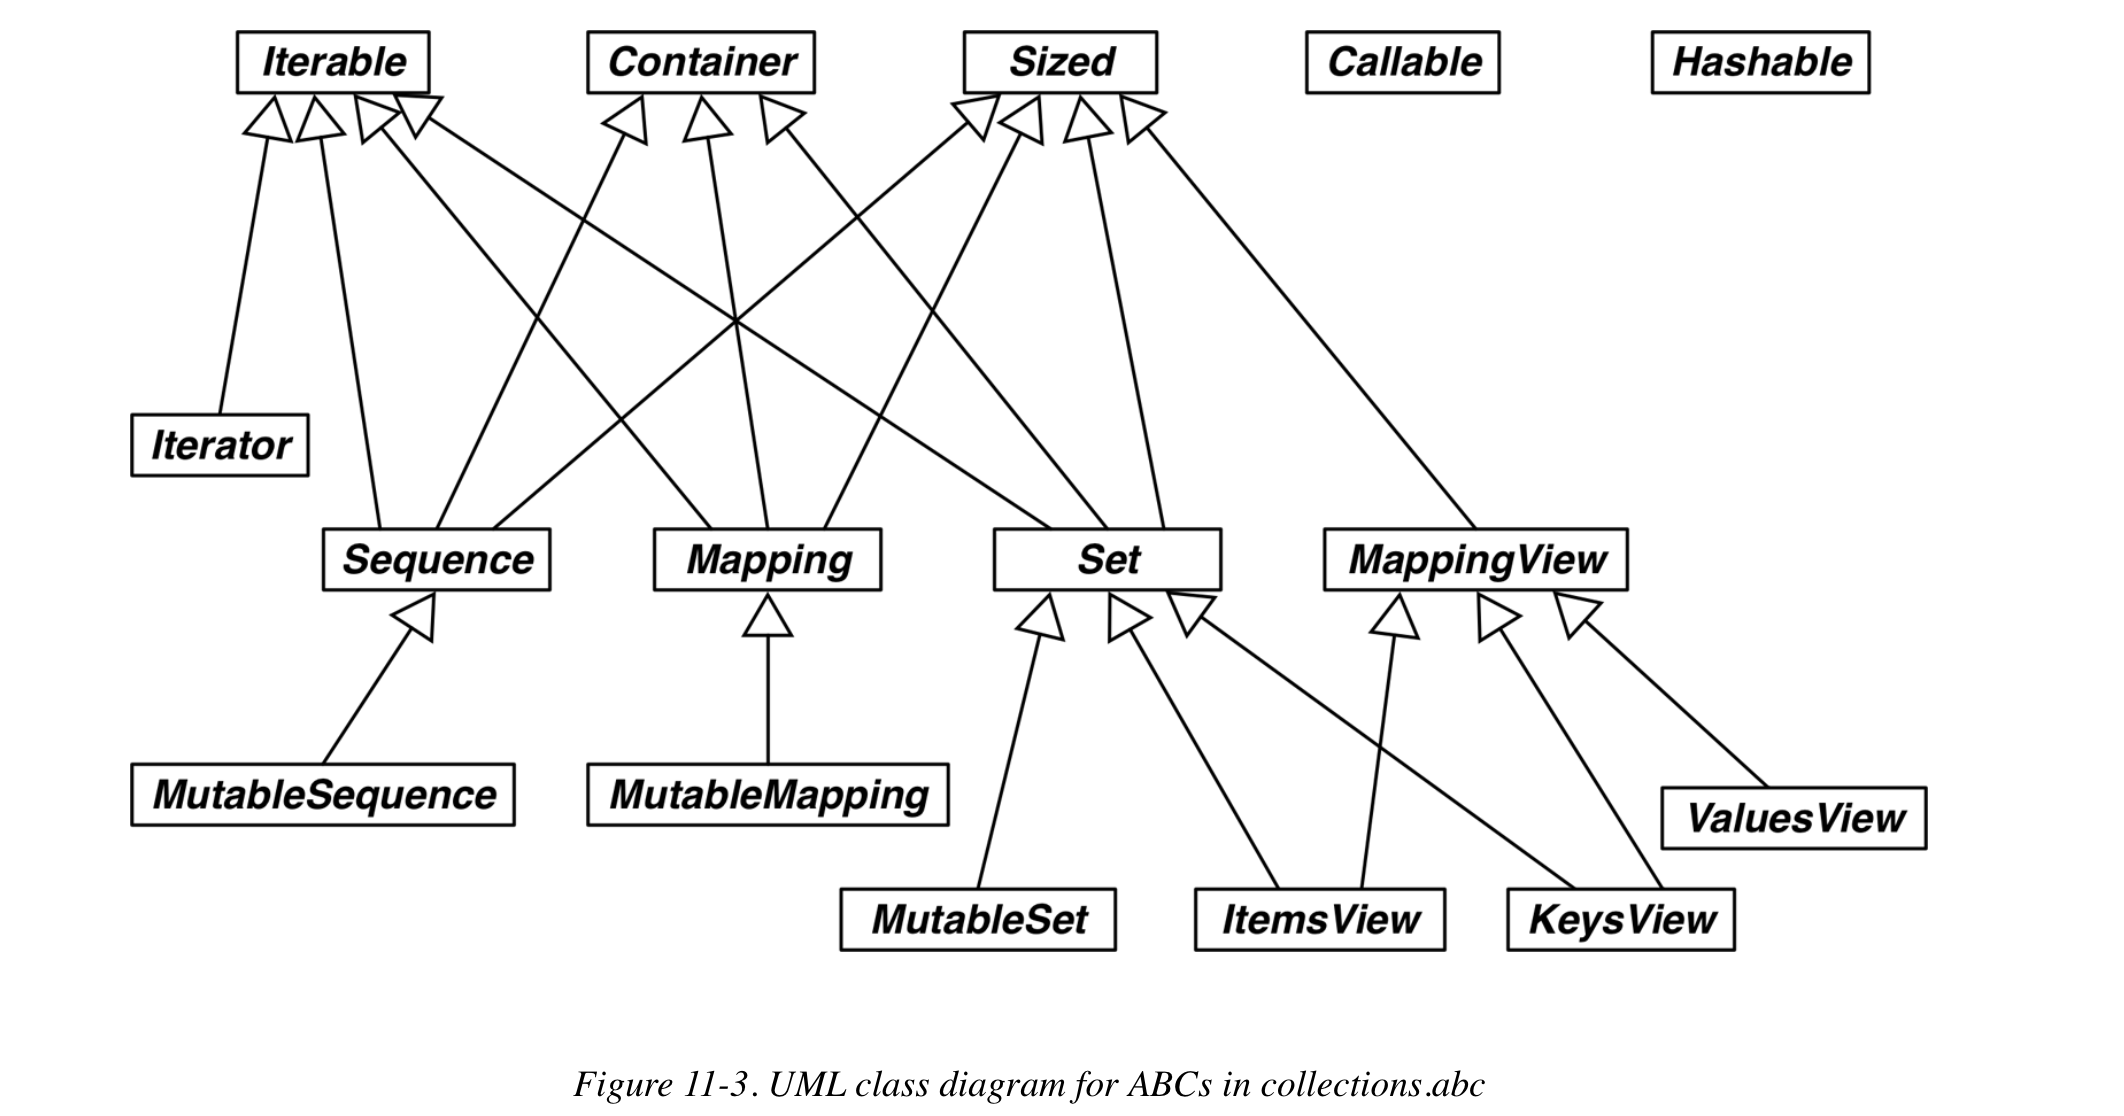 Iterable
Container
Sized
Callable
Hashable
Iterator
Sequence
Mapping
Set
MappingView
MutableSequence
MutableMapping
ValuesView
MutableSet
ItemsView
KeysView
Figure 11-3. UML class diagram for ABCs in collections.abc